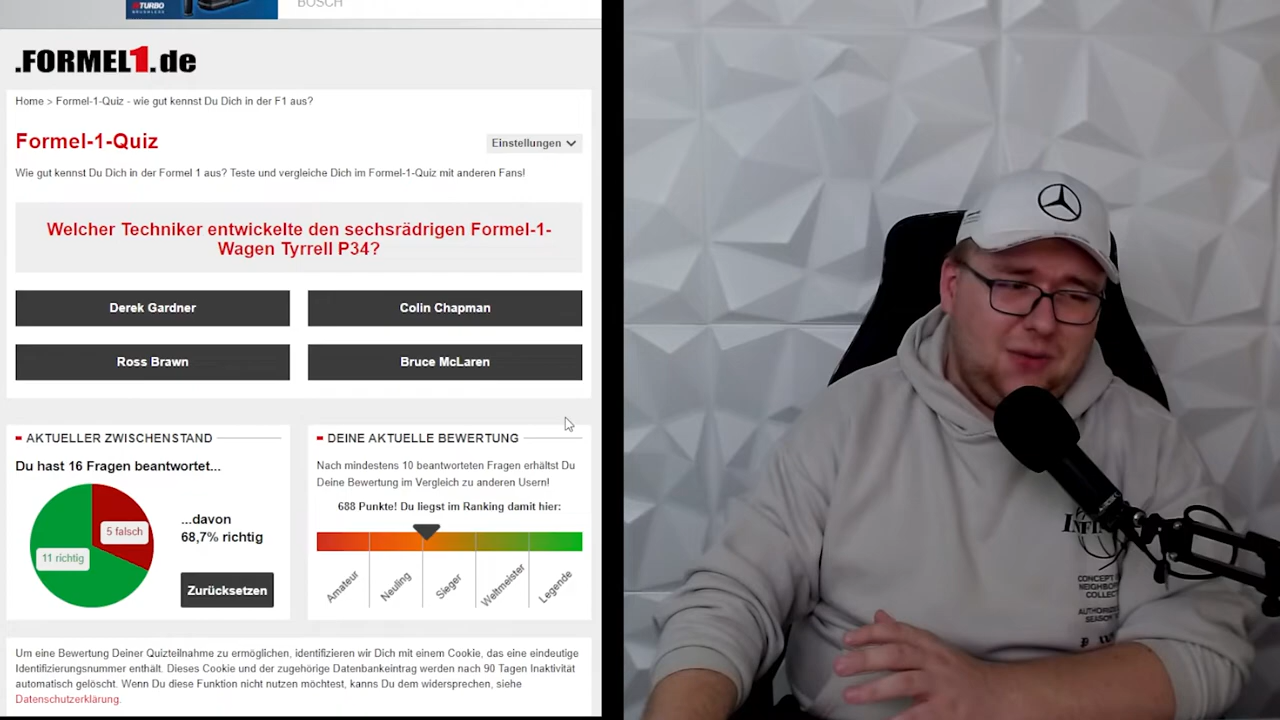 TURBO
BRUSHLESS
BOSCH
.FORMEL1.de
Home > Formel-1-Quiz - wie gut kennst Du Dich in der F1 aus?
Formel-1-Quiz
Einstellungen
Wie gut kennst Du Dich in der Formel 1 aus? Teste und vergleiche Dich im Formel-1-Quiz mit anderen Fans!
Welcher Techniker entwickelte den sechsrädrigen Formel-1-
Wagen Tyrrell P34?
Derek Gardner
Colin Chapman
Ross Brawn
Bruce McLaren
AKTUELLER ZWISCHENSTAND
Du hast 16 Fragen beantwortet...
5 falsch
11 richtig
...davon
68,7% richtig
Zurücksetzen
DEINE AKTUELLE BEWERTUNG
Nach mindestens 10 beantworteten Fragen erhältst Du
Deine Bewertung im Vergleich zu anderen Usern!
688 Punkte! Du liegst im Ranking damit hier:
Amateur
Neuling
Sieger
Weltmeister
Legende
Um eine Bewertung Deiner Quizteilnahme zu ermöglichen, identifizieren wir Dich mit einem Cookie, das eine eindeutige
Identifizierungsnummer enthält. Dieses Cookie und der zugehörige Datenbankeintrag werden nach 90 Tagen Inaktivität
automatisch gelöscht. Wenn Du diese Funktion nicht nutzen möchtest, kanns Du dem widersprechen, siehe
Datenschutzerklärung.
CONCEPT
NEIGHBOR
COLLECT
AUTHORIZ
SEASON